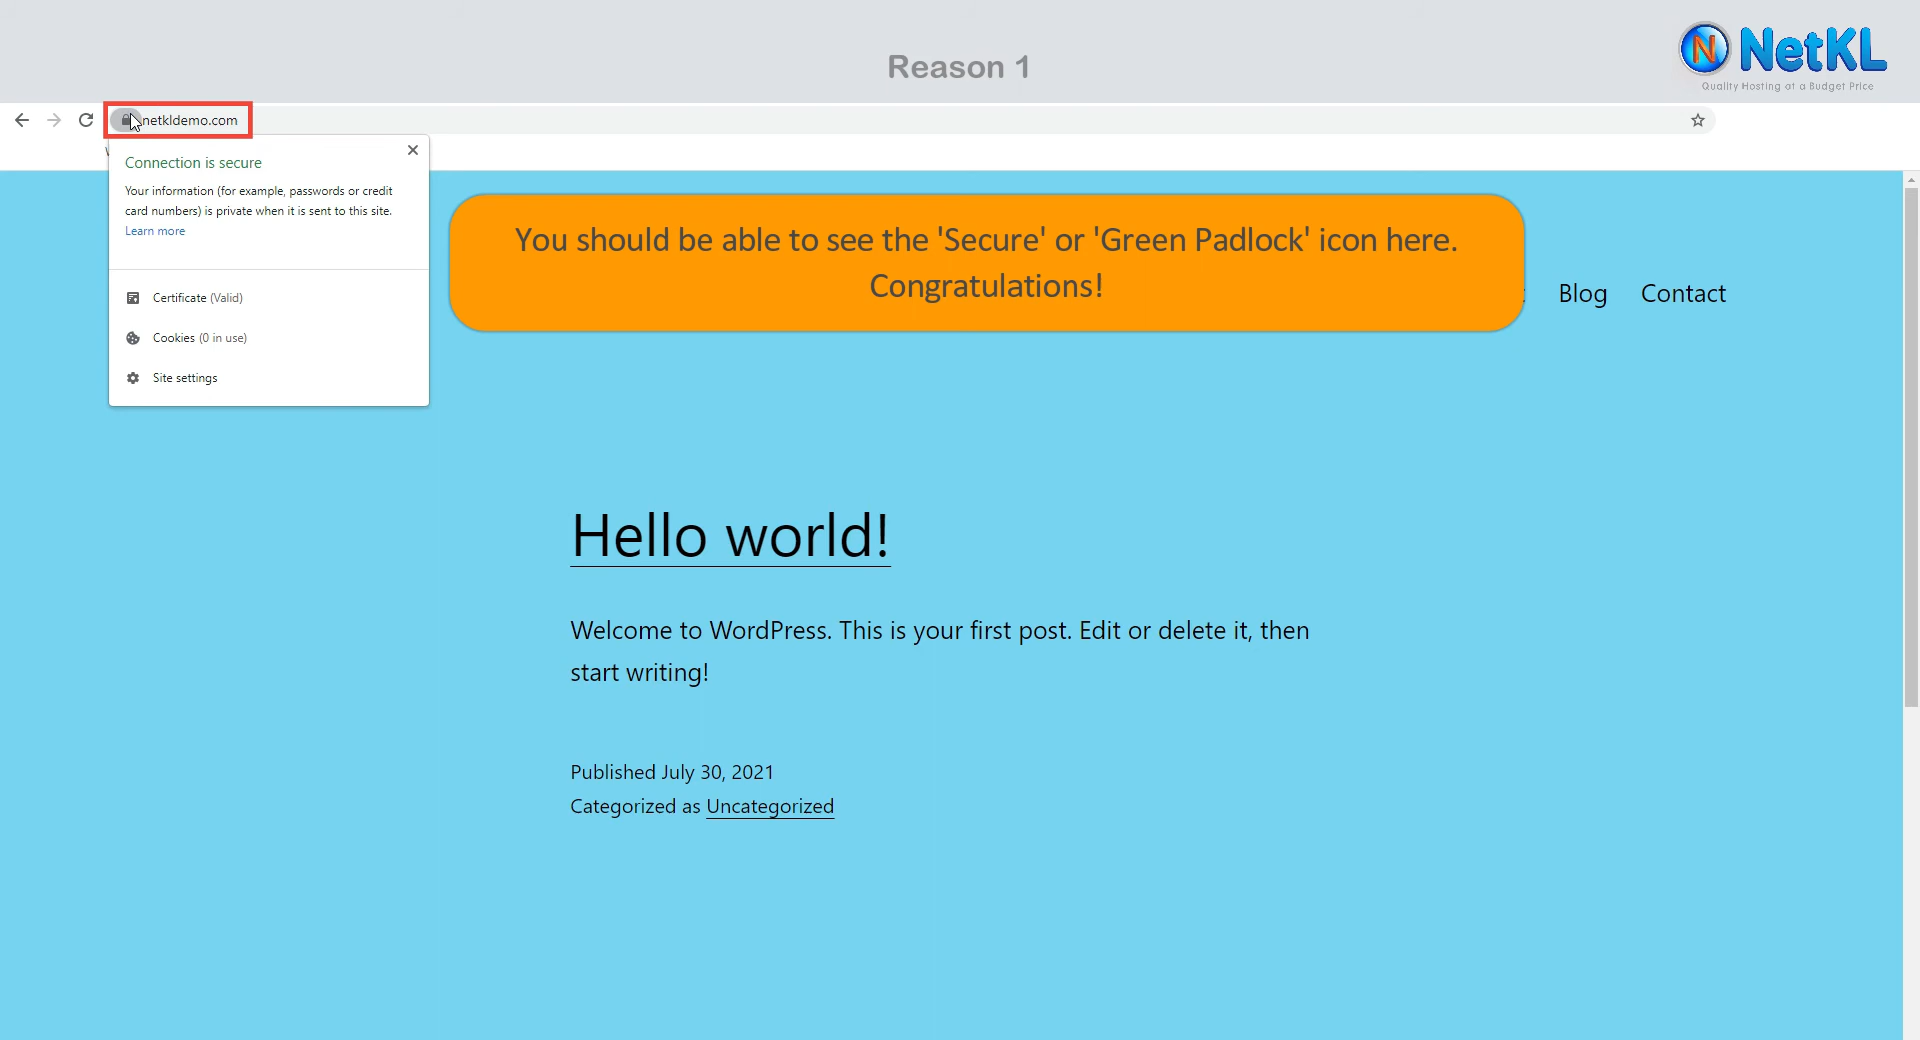 Reason 1
N NetKL
Quality Hosting at a Budget Price
netkldemo.com
Connection is secure
Your information (for example, passwords or credit
card numbers) is private when it is sent to this site.
Learn more
Certificate (Valid)
Cookies (0 in use)
Site settings
You should be able to see the 'Secure' or 'Green Padlock' icon here.
Congratulations!
Blog
Contact
Hello world!
Welcome to WordPress. This is your first post. Edit or delete it, then
start writing!
Published July 30, 2021
Categorized as Uncategorized